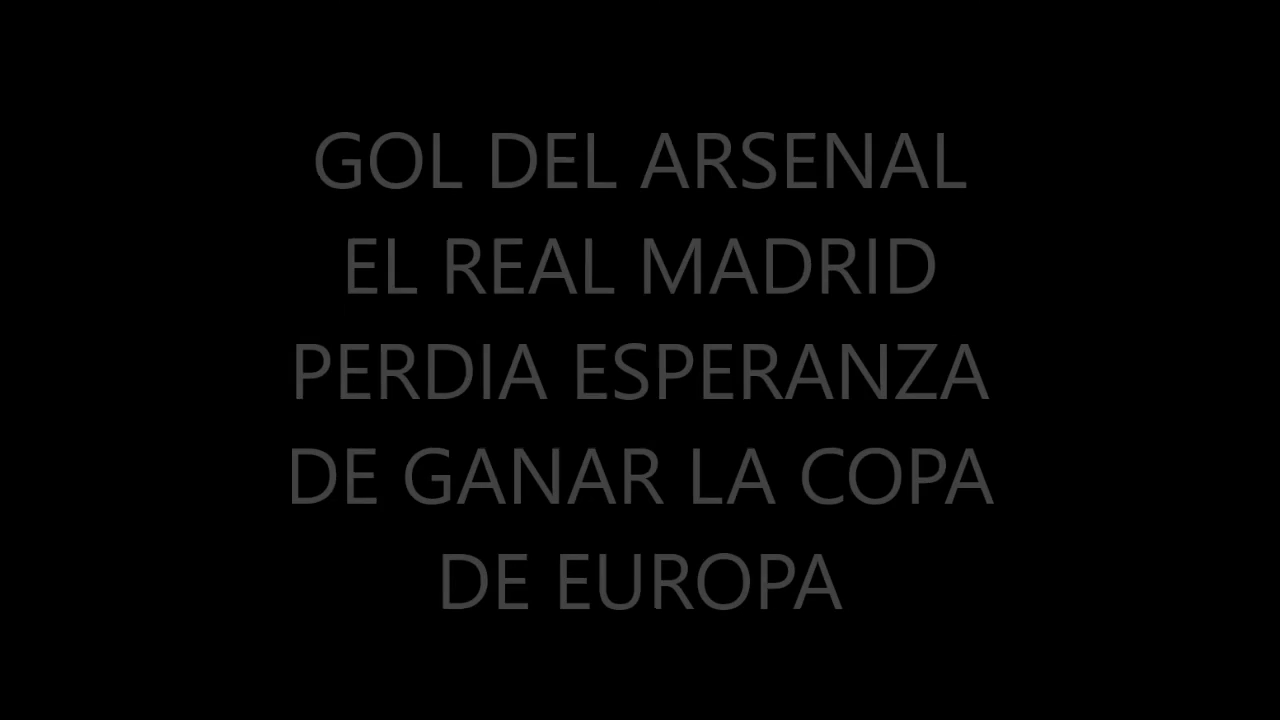 GOL DEL ARSENAL
EL REAL MADRID
PERDIA ESPERANZA
DE GANAR LA COPA
DE EUROPA